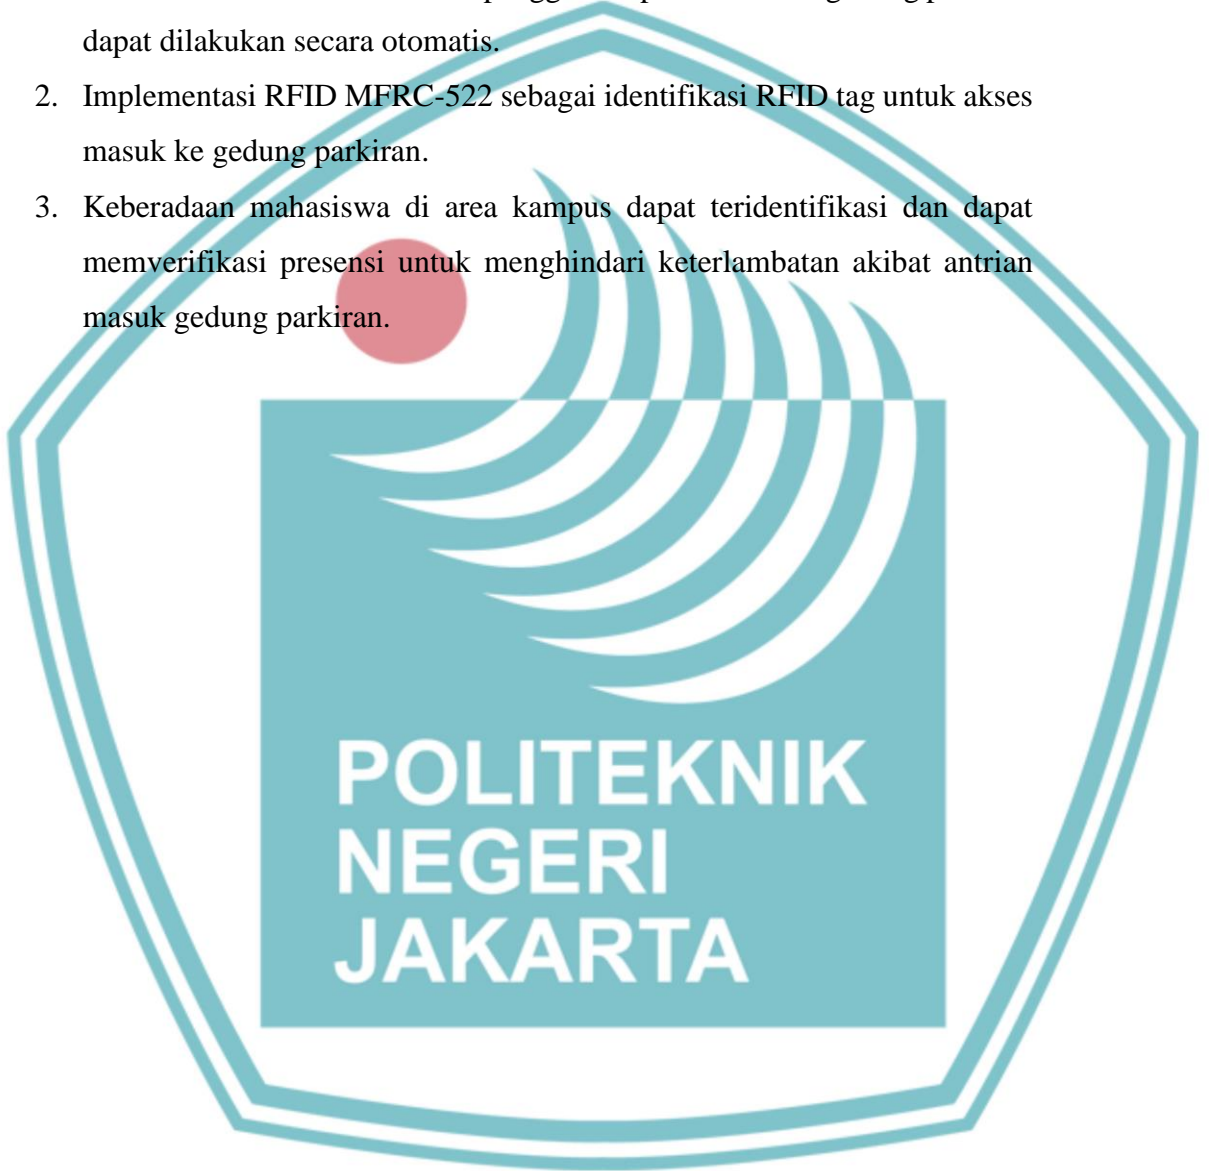 dapat dilakukan secara otomatis.
2. Implementasi RFID MFRC-522 sebagai identifikasi RFID tag untuk akses
masuk ke gedung parkiran.
3. Keberadaan mahasiswa di area kampus dapat teridentifikasi dan dapat
memverifikasi presensi untuk menghindari keterlambatan akibat antrian
masuk gedung parkiran.
POLITEKNIK
NEGERI
JAKARTA